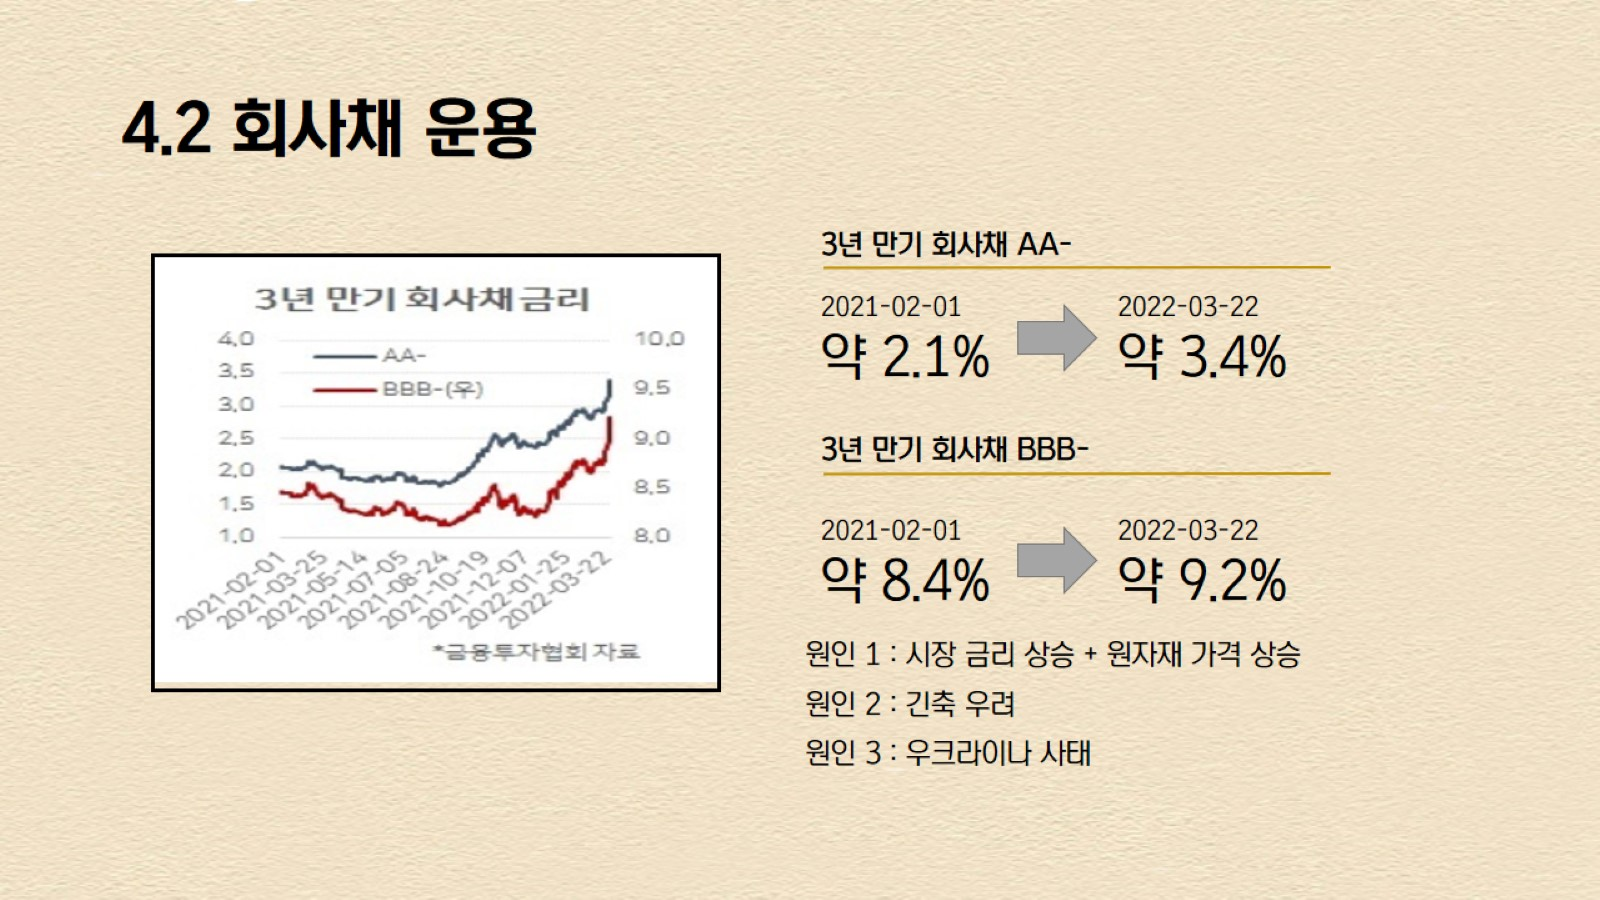 4.2 회사채 운용
3년 만기 회사채 금리
4.0
3.5
3.0
2.5
2.0
1.5
1.0
AA-
BBB-(우)
10.0
9.5
9.0
8.5
8.0
2021-02-01
2021-03-25
2021-05-14
2021-07-05
2021-08-24
2021-10-19
2021-12-07
2022-01-25
2022-03-22
*금융투자협회 자료
3년 만기 회사채 AA-
2021-02-01 2022-03-22
약 2.1% 약 3.4%
3년 만기 회사채 BBB-
2021-02-01 2022-03-22
약 8.4% 약 9.2%
원인 1 : 시장 금리 상승 + 원자재 가격 상승
원인 2 : 긴축 우려
원인 3 : 우크라이나 사태